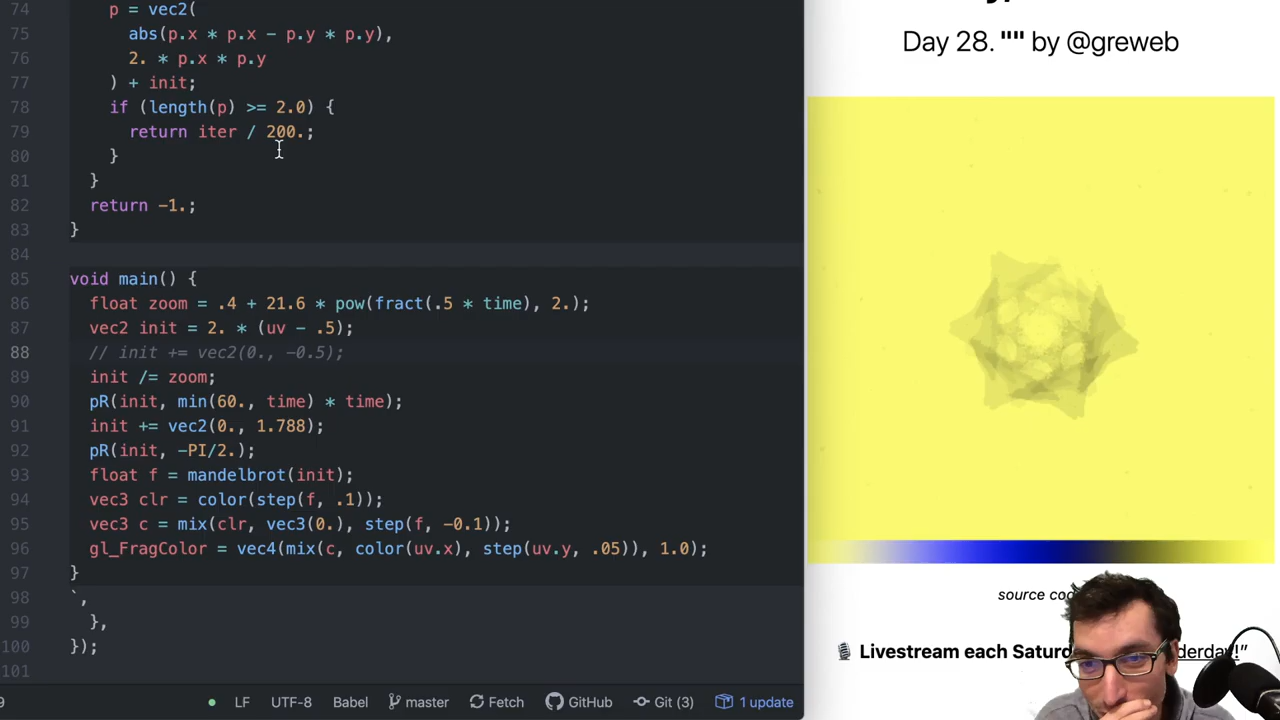 74 p = vec2(
75 abs(p.x * p.x - p.y * p.y),
76 2. * p.x * p.y
77 ) + init;
78 if (length(p) >= 2.0) {
79 return iter / 200.;
80 }
81 }
82 return -1.;
83 }
84
85 void main() {
86 float zoom = .4 + 21.6 * pow(fract(.5 * time), 2.);
87 vec2 init = 2. * (uv - .5);
88 // init += vec2(0., -0.5);
89 init /= zoom;
90 pR(init, min(60., time) * time);
91 init += vec2(0., 1.788);
92 pR(init, -PI/2.);
93 float f = mandelbrot(init);
94 vec3 clr = color(step(f, .1));
95 vec3 c = mix(clr, vec3(0.), step(f, -0.1));
96 gl_FragColor = vec4(mix(c, color(uv.x), step(uv.y, .05)), 1.0);
97 }
98 `,
99 },
100 });
101
9 LF UTF-8 Babel master Fetch GitHub Git (3) 1 update
Day 28. "" by @greweb
source
Livestream each